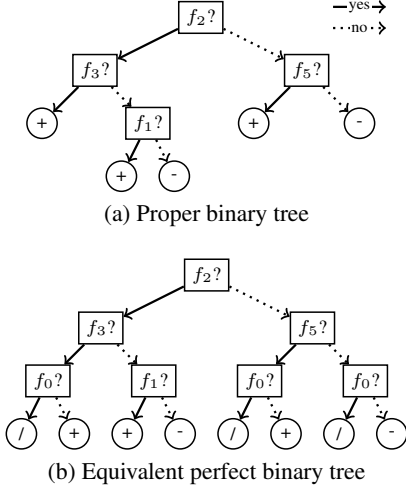 f₂?
yes
no
f₃? f₅?
+ f₁? + -
+ -
(a) Proper binary tree
f₂?
f₃? f₅?
f₀? f₁? f₀? f₀?
/ + + - / + / -
(b) Equivalent perfect binary tree